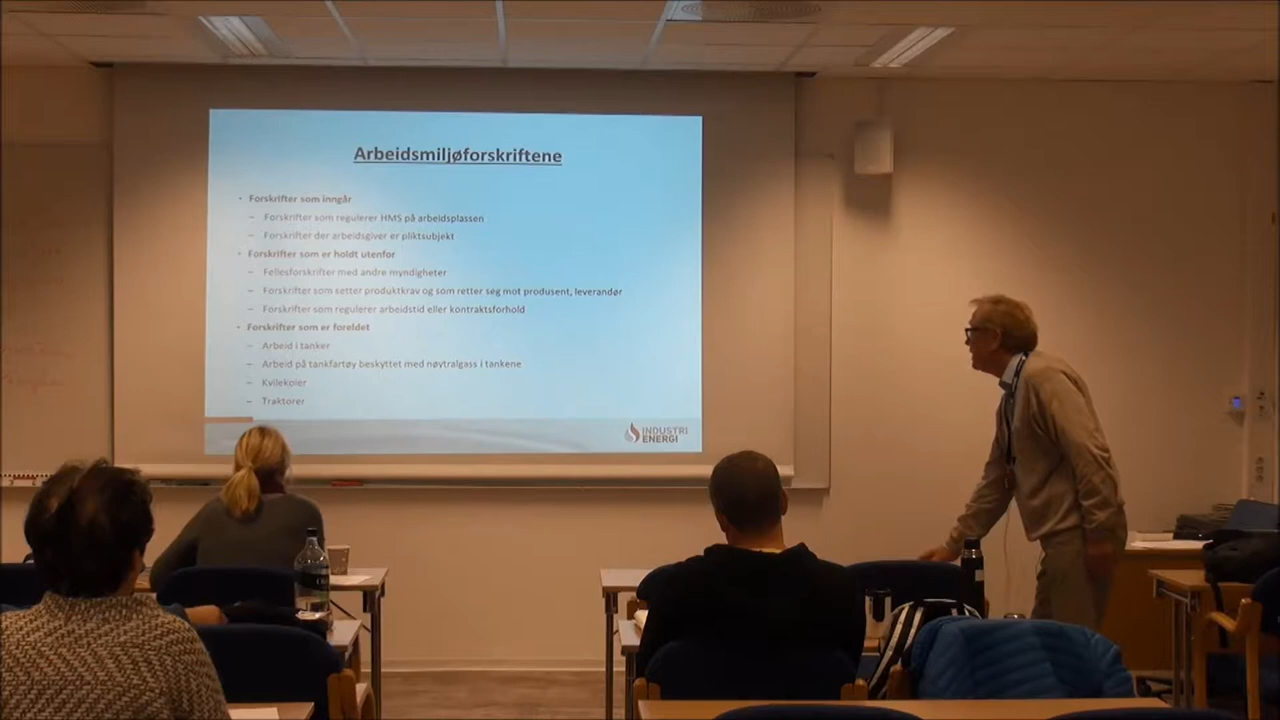 Arbeidsmiljøforskriftene
• Forskrifter som inngår
– Forskrifter som regulerer HMS på arbeidsplassen
– Forskrifter der arbeidsgiver er pliktsubjekt
• Forskrifter som er holdt utenfor
– Fellesforskrifter med andre myndigheter
– Forskrifter som setter produktkrav og som retter seg mot produsent, leverandør
– Forskrifter som regulerer arbeidstid eller kontraktsforhold
• Forskrifter som er foreldet
– Arbeid i tanker
– Arbeid på tankfartøy beskyttet med nøytralgass i tankene
– Kvilekoier
– Traktorer
INDUSTRI
ENERGI